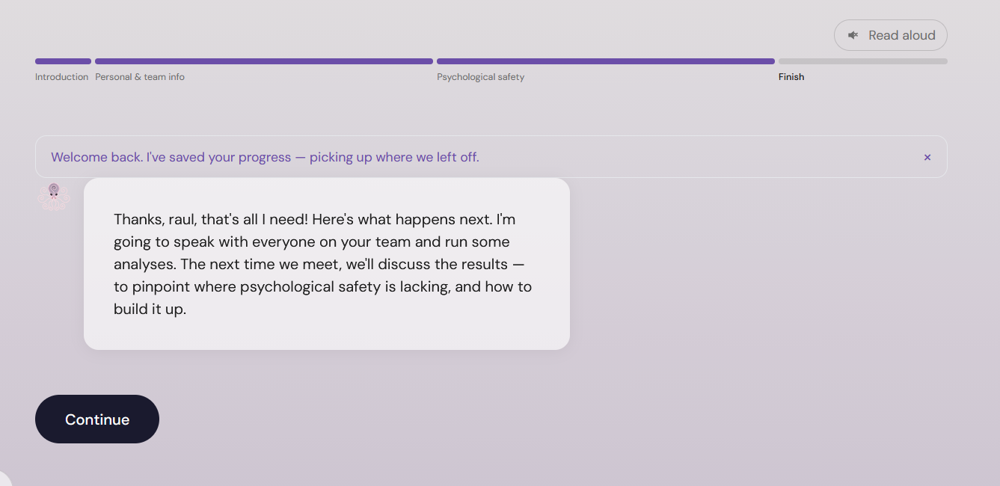 Read aloud
Introduction
Personal & team info
Psychological safety
Finish
Welcome back. I've saved your progress — picking up where we left off.
×
Thanks, raul, that's all I need! Here's what happens next. I'm
going to speak with everyone on your team and run some
analyses. The next time we meet, we'll discuss the results —
to pinpoint where psychological safety is lacking, and how to
build it up.
Continue